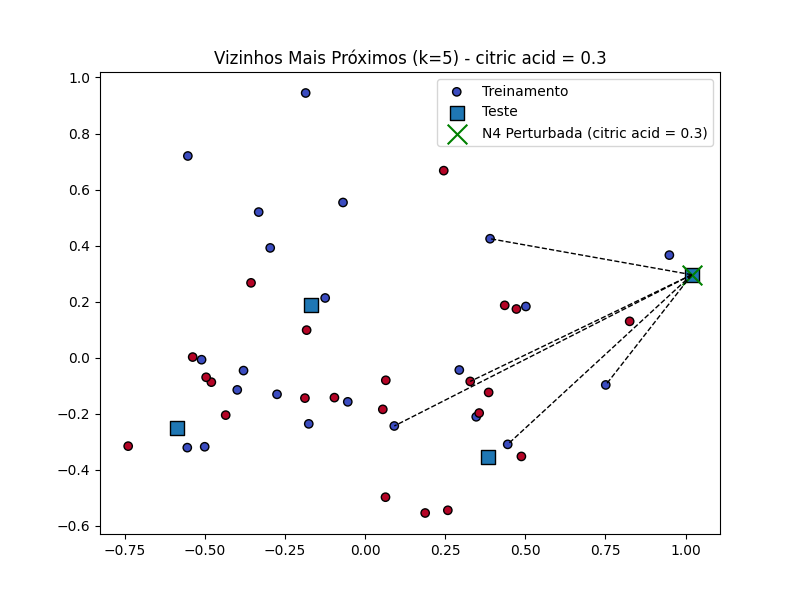 Vizinhos Mais Próximos (k=5) - citric acid = 0.3
Treinamento
Teste
N4 Perturbada (citric acid = 0.3)
1.0
0.8
0.6
0.4
0.2
0.0
−0.2
−0.4
−0.6
−0.75 −0.50 −0.25 0.00 0.25 0.50 0.75 1.00